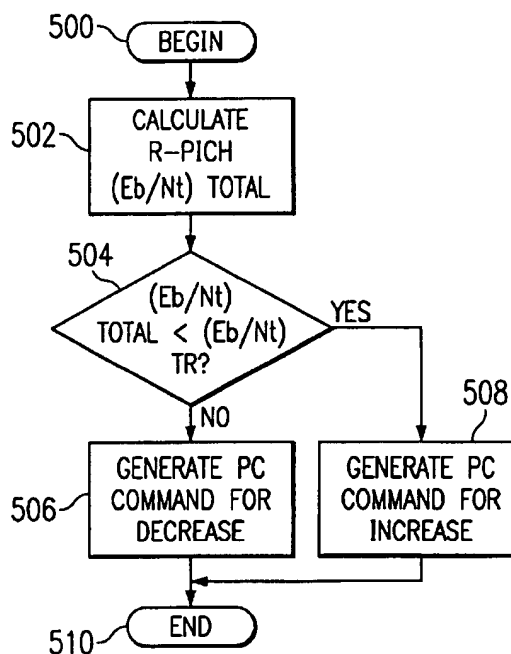 500
BEGIN
502
CALCULATE
R-PICH
(Eb/Nt) TOTAL
504
(Eb/Nt)
TOTAL < (Eb/Nt)
TR?
YES
NO
506
GENERATE PC
COMMAND FOR
DECREASE
508
GENERATE PC
COMMAND FOR
INCREASE
510
END